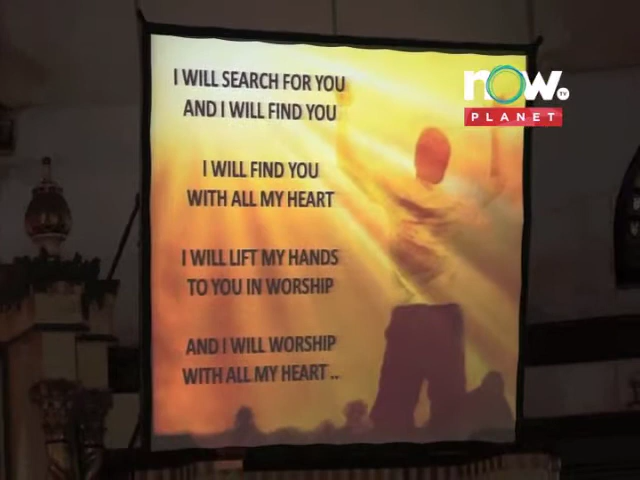 I WILL SEARCH FOR YOU
AND I WILL FIND YOU
I WILL FIND YOU
WITH ALL MY HEART
I WILL LIFT MY HANDS
TO YOU IN WORSHIP
AND I WILL WORSHIP
WITH ALL MY HEART ..
now.TV
PLANET